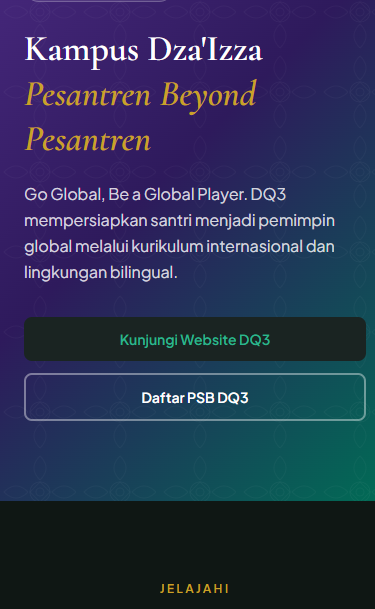 Kampus Dza'Izza
Pesantren Beyond
Pesantren
Go Global, Be a Global Player. DQ3
mempersiapkan santri menjadi pemimpin
global melalui kurikulum internasional dan
lingkungan bilingual.
Kunjungi Website DQ3
Daftar PSB DQ3
JELAJAHI